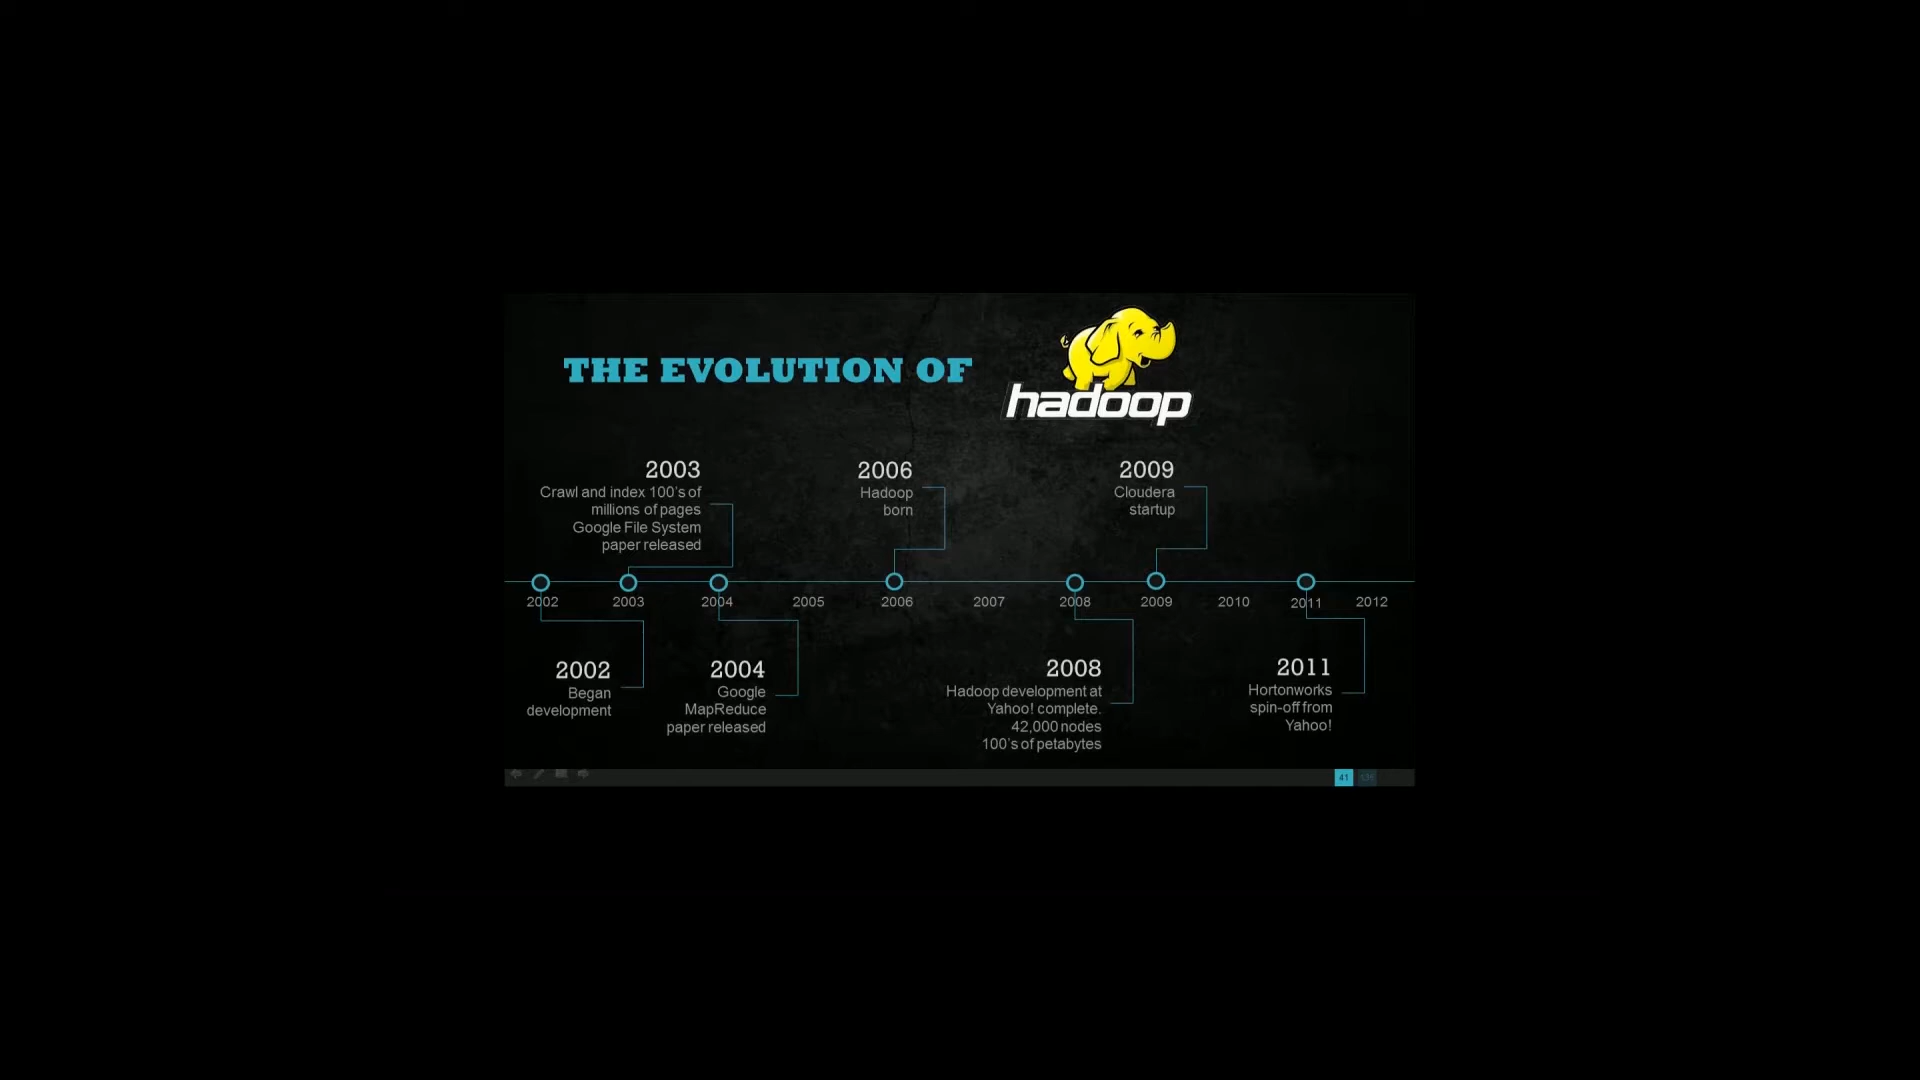 THE EVOLUTION OF
hadoop
2003
Crawl and index 100's of
millions of pages
Google File System
paper released
2006
Hadoop
born
2009
Cloudera
startup
2002 2003 2004 2005 2006 2007 2008 2009 2010 2011 2012
2002
Began
development
2004
Google
MapReduce
paper released
2008
Hadoop development at
Yahoo! complete.
42,000 nodes
100's of petabytes
2011
Hortonworks
spin-off from
Yahoo!
41